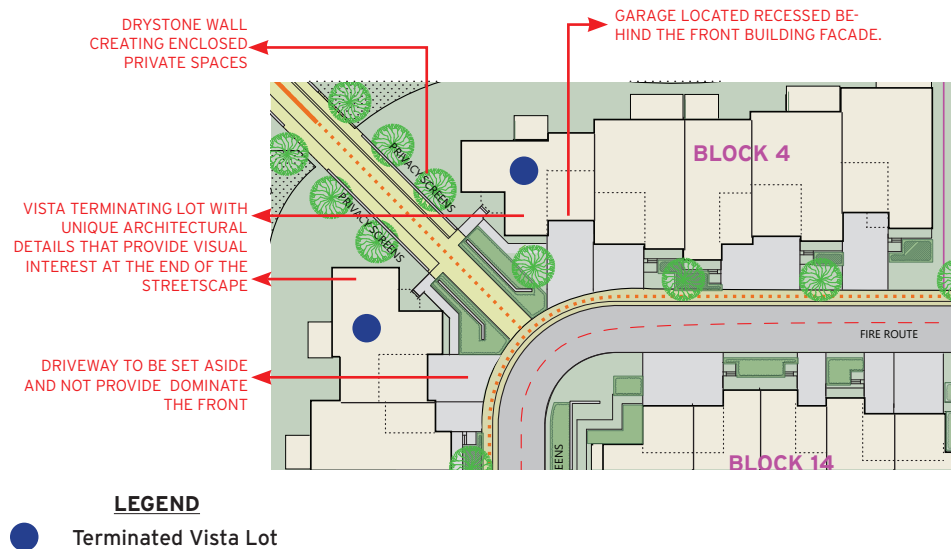 DRYSTONE WALL
CREATING ENCLOSED
PRIVATE SPACES
GARAGE LOCATED RECESSED BE-
HIND THE FRONT BUILDING FACADE.
PRIVACY SCREENS
PRIVACY SCREENS
BLOCK 4
VISTA TERMINATING LOT WITH
UNIQUE ARCHITECTURAL
DETAILS THAT PROVIDE VISUAL
INTEREST AT THE END OF THE
STREETSCAPE
FIRE ROUTE
DRIVEWAY TO BE SET ASIDE
AND NOT PROVIDE DOMINATE
THE FRONT
EENS
BLOCK 14
LEGEND
Terminated Vista Lot